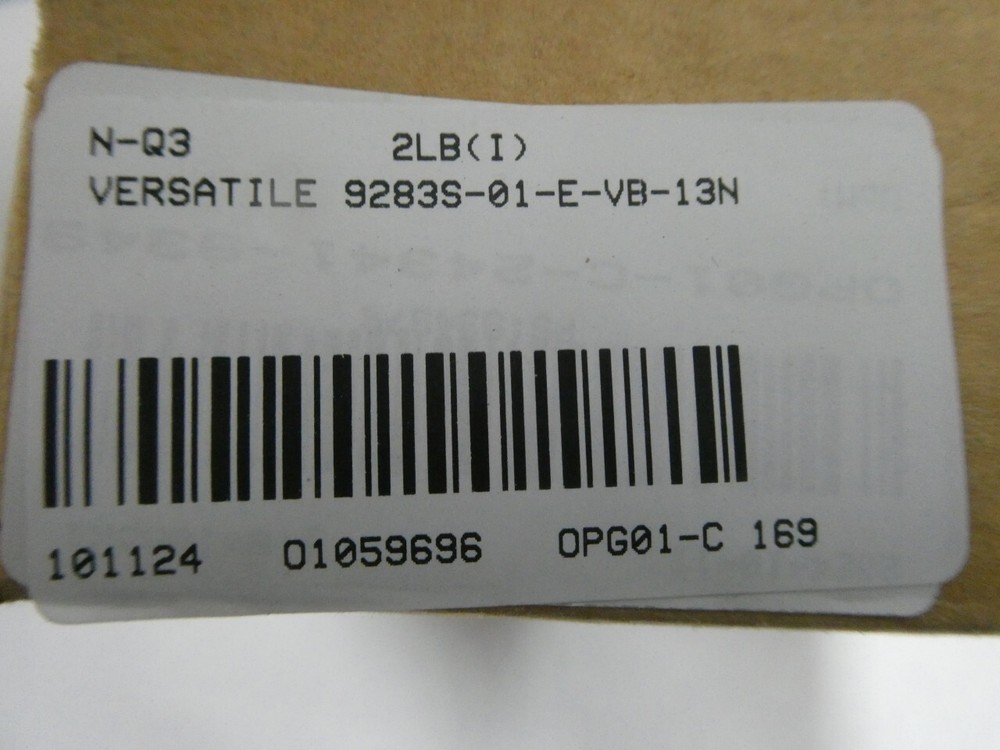 N-Q3 2LB(I)
VERSATILE 9283S-01-E-VB-13N
101124 01059696 OPG01-C 169